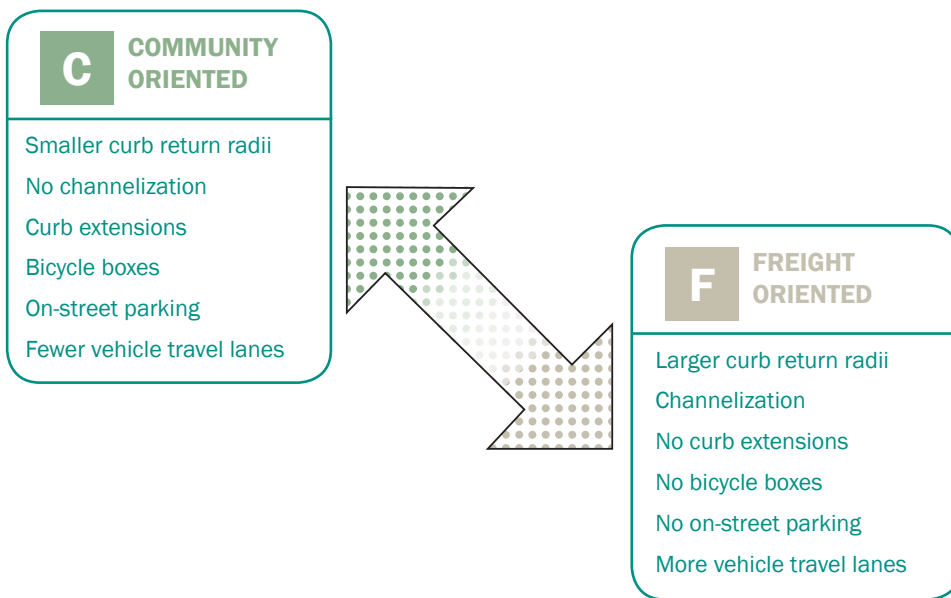 C
COMMUNITY
ORIENTED
Smaller curb return radii
No channelization
Curb extensions
Bicycle boxes
On-street parking
Fewer vehicle travel lanes
F
FREIGHT
ORIENTED
Larger curb return radii
Channelization
No curb extensions
No bicycle boxes
No on-street parking
More vehicle travel lanes